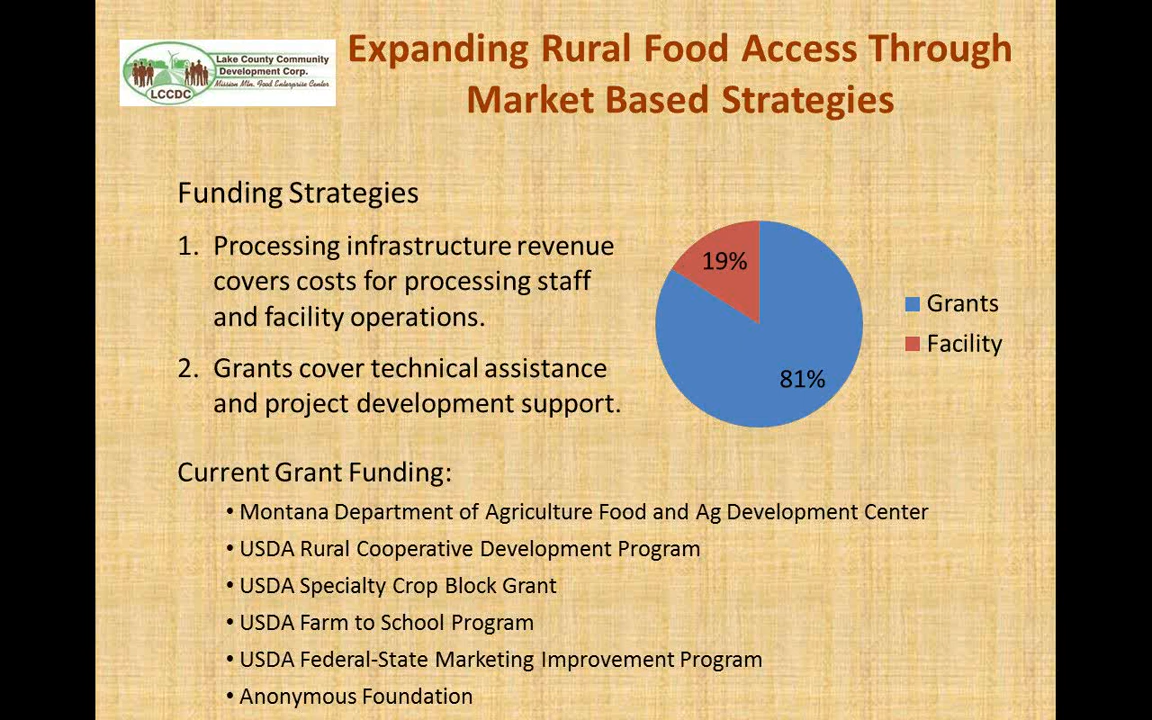 Lake County Community
Development Corp.
Mission Mtn. Food Enterprise Center
LCCDC
Expanding Rural Food Access Through
Market Based Strategies
Funding Strategies
1. Processing infrastructure revenue
covers costs for processing staff
and facility operations.
2. Grants cover technical assistance
and project development support.
19%
81%
Grants
Facility
Current Grant Funding:
• Montana Department of Agriculture Food and Ag Development Center
• USDA Rural Cooperative Development Program
• USDA Specialty Crop Block Grant
• USDA Farm to School Program
• USDA Federal-State Marketing Improvement Program
• Anonymous Foundation